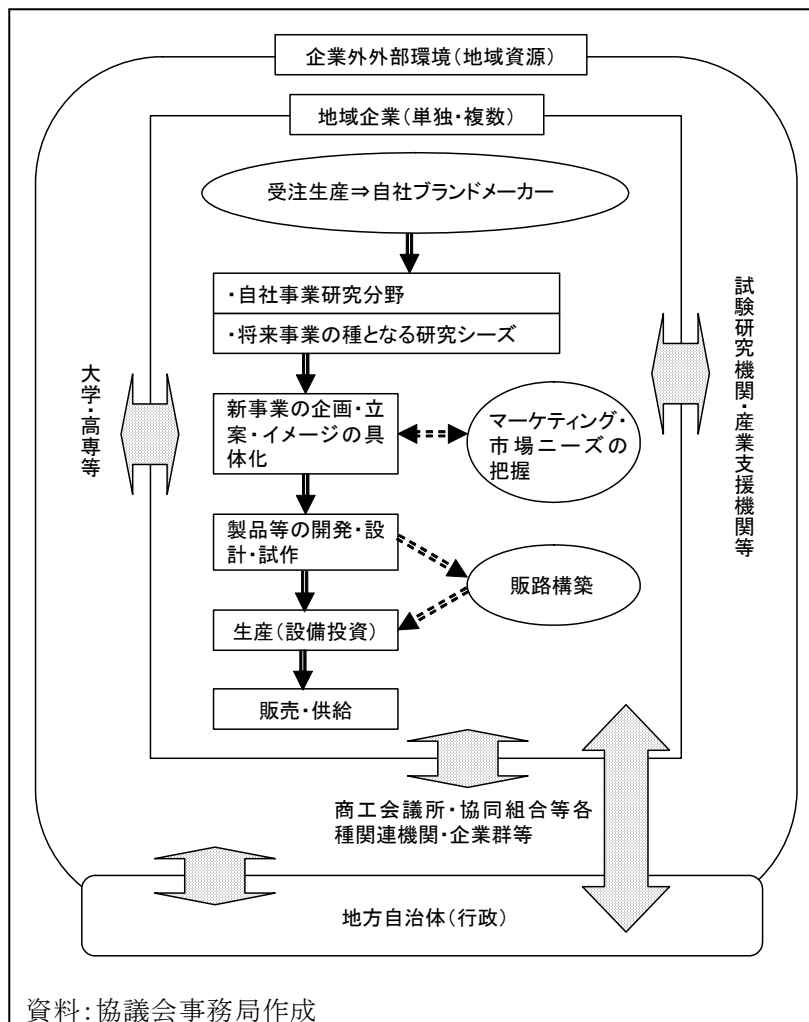 企業外外部環境(地域資源)
地域企業(単独・複数)
受注生産⇒自社ブランドメーカー
・自社事業研究分野
・将来事業の種となる研究シーズ
新事業の企画・立
案・イメージの具
体化
マーケティング・
市場ニーズの
把握
製品等の開発・設
計・試作
販路構築
生産(設備投資)
販売・供給
大学・高専等
試験研究機関・産業支援機関等
商工会議所・協同組合等各
種関連機関・企業群等
地方自治体(行政)
資料:協議会事務局作成